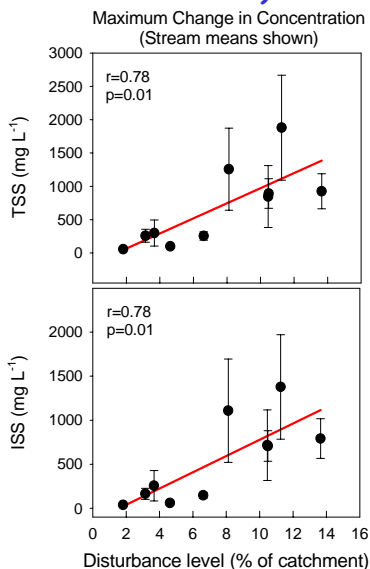 Maximum Change in Concentration
(Stream means shown)
3000
r=0.78
p=0.01
2500
2000
1500
1000
500
0
TSS (mg L⁻¹)
r=0.78
p=0.01
2000
1500
1000
500
0
ISS (mg L⁻¹)
0 2 4 6 8 10 12 14 16
Disturbance level (% of catchment)